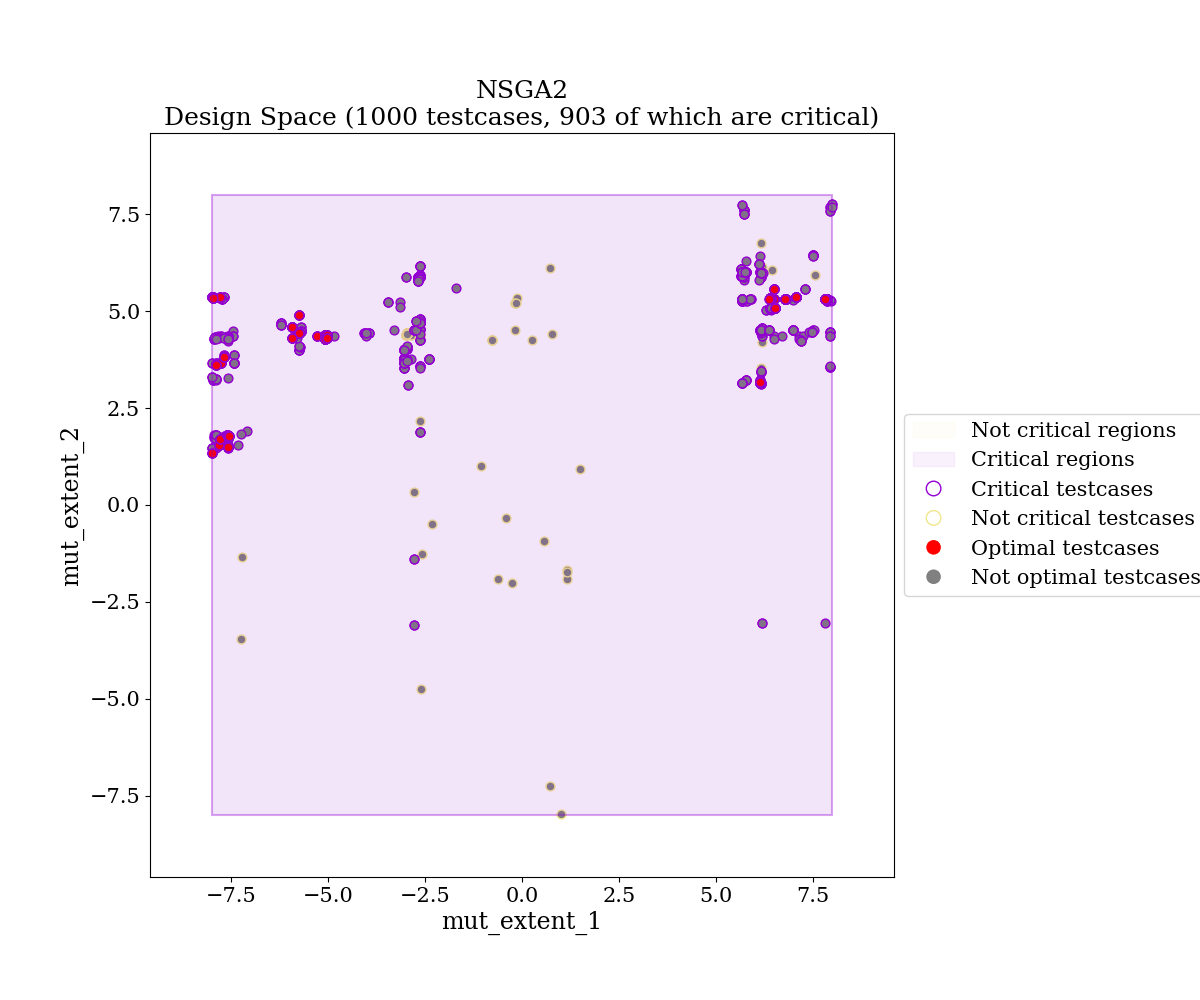 NSGA2
Design Space (1000 testcases, 903 of which are critical)
7.5
5.0
2.5
0.0
−2.5
−5.0
−7.5
mut_extent_2
−7.5
−5.0
−2.5
0.0
2.5
5.0
7.5
mut_extent_1
Not critical regions
Critical regions
Critical testcases
Not critical testcases
Optimal testcases
Not optimal testcases